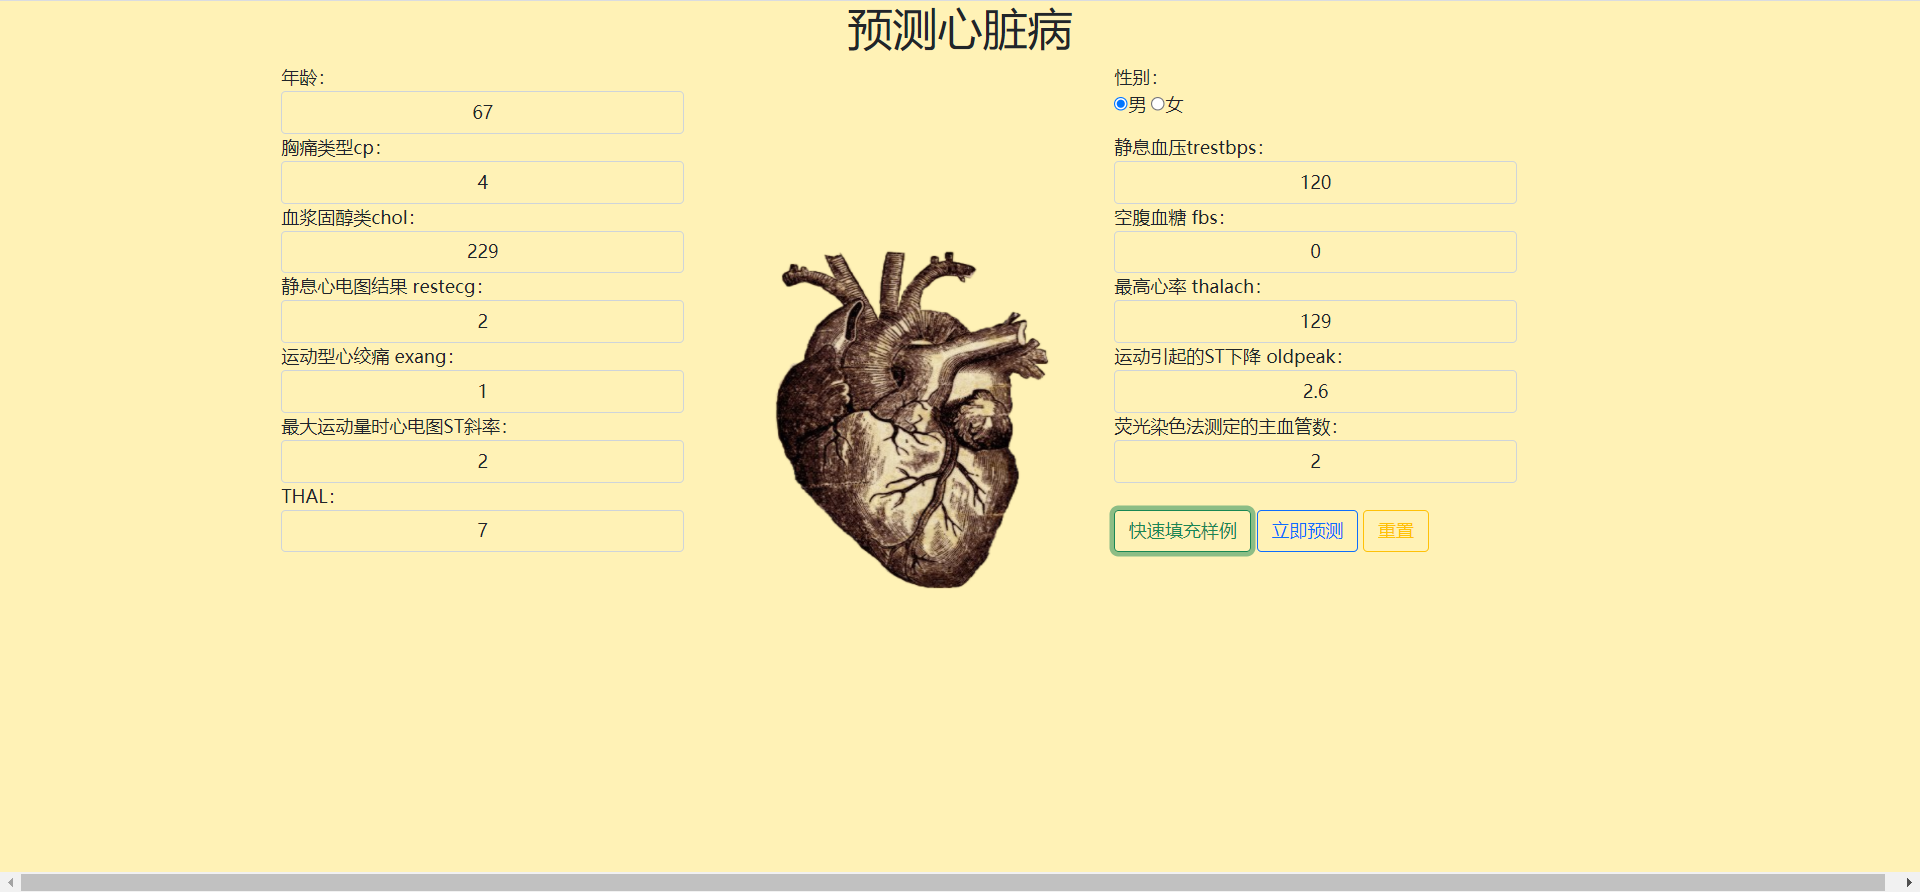 预测心脏病
年龄：
67
性别：
男 女
胸痛类型cp：
4
静息血压trestbps：
120
血浆固醇类chol：
229
空腹血糖 fbs：
0
静息心电图结果 restecg：
2
最高心率 thalach：
129
运动型心绞痛 exang：
1
运动引起的ST下降 oldpeak：
2.6
最大运动量时心电图ST斜率：
2
荧光染色法测定的主血管数：
2
THAL：
7
快速填充样例 立即预测 重置